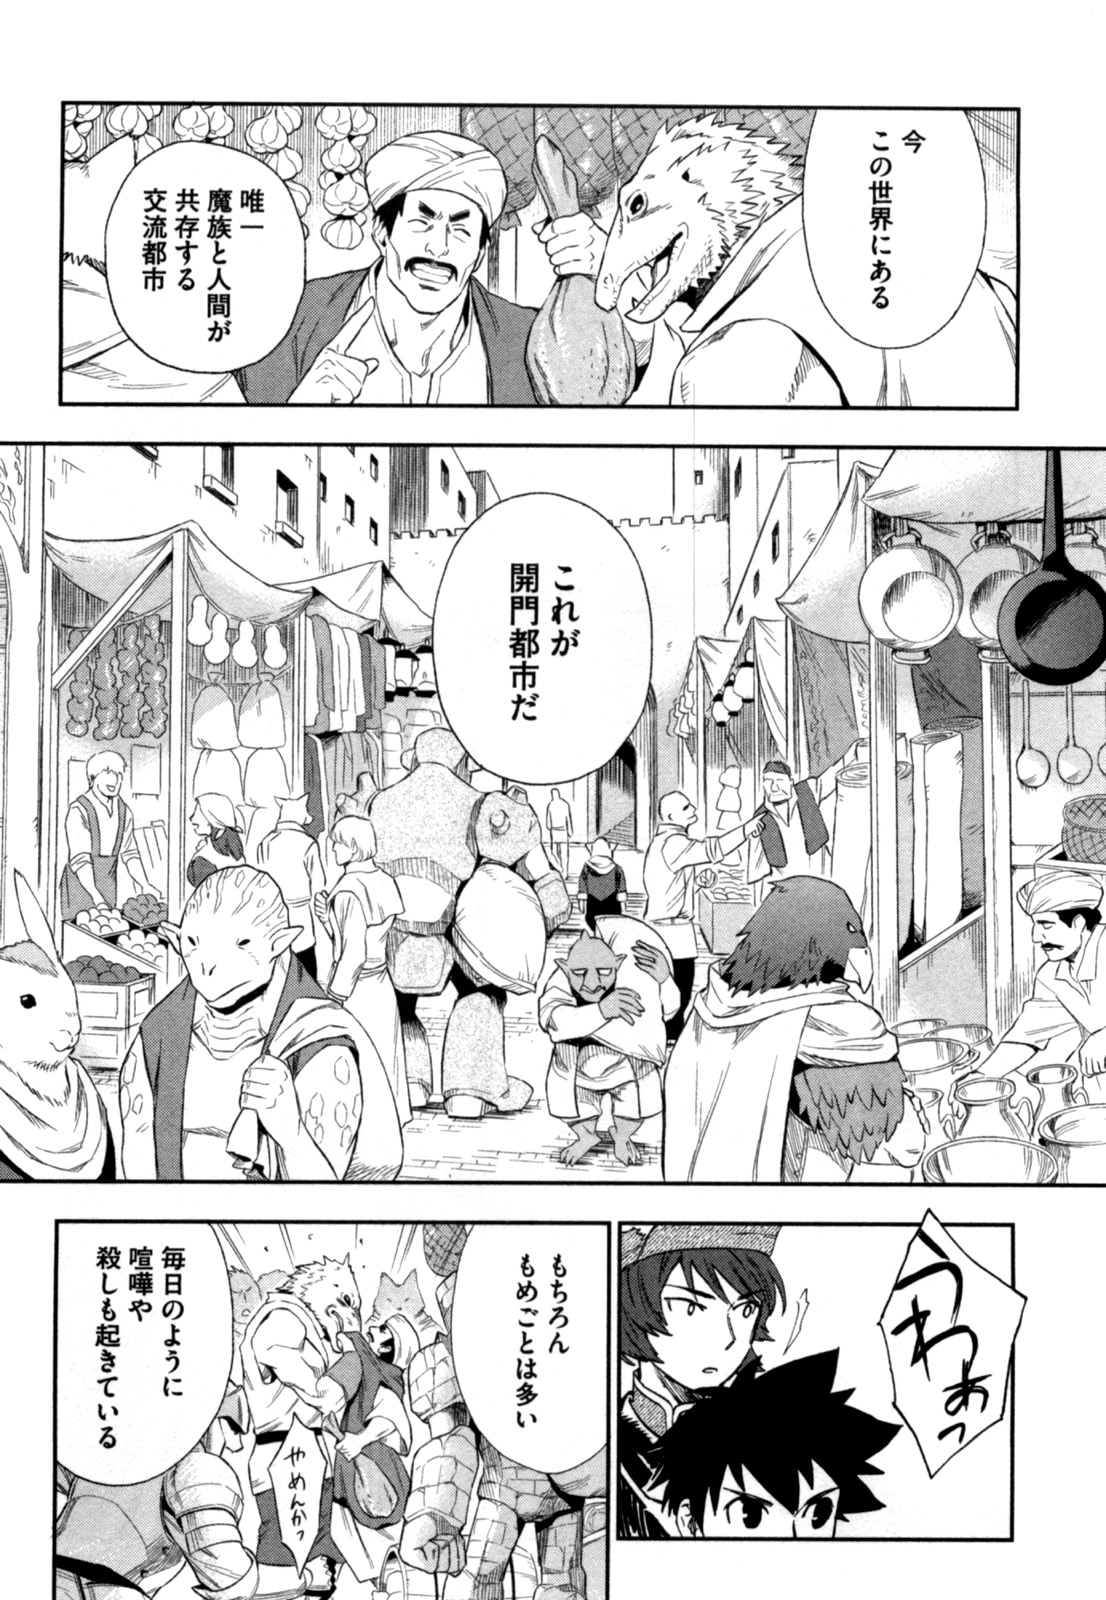 今
この世界にある
唯一
魔族と人間が
共存する
交流都市
これが
開門都市だ
うわあっ
もちろん
もめごとは多い
やめんかっ
毎日のように
喧嘩や
殺しも起きている